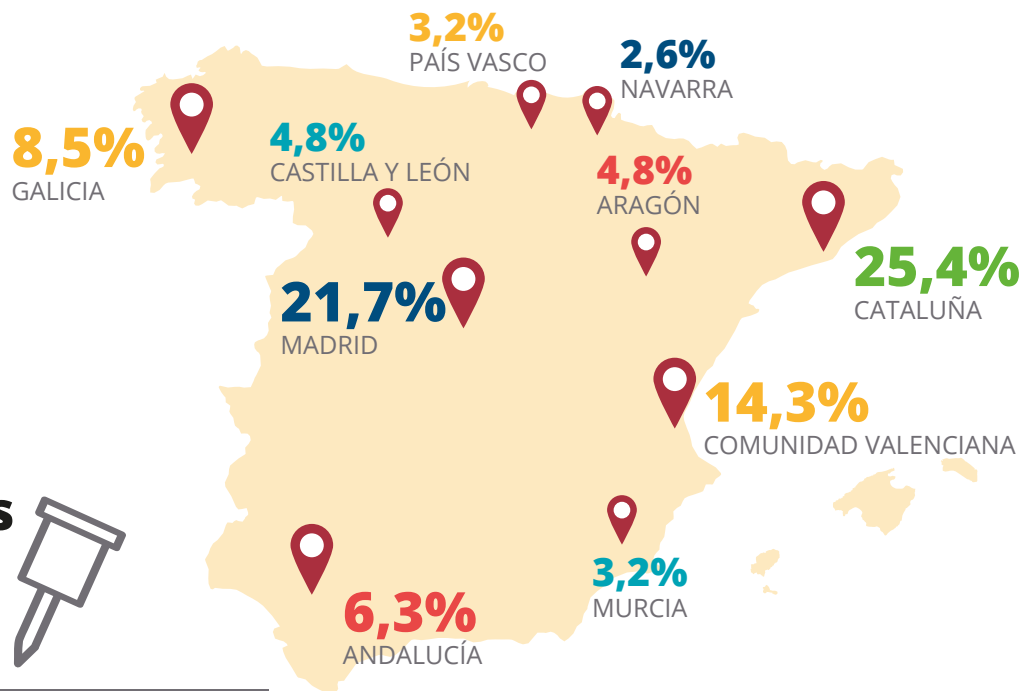 3,2%
PAÍS VASCO
2,6%
NAVARRA
8,5%
GALICIA
4,8%
CASTILLA Y LEÓN
4,8%
ARAGÓN
25,4%
CATALUÑA
21,7%
MADRID
14,3%
COMUNIDAD VALENCIANA
s
3,2%
MURCIA
6,3%
ANDALUCÍA